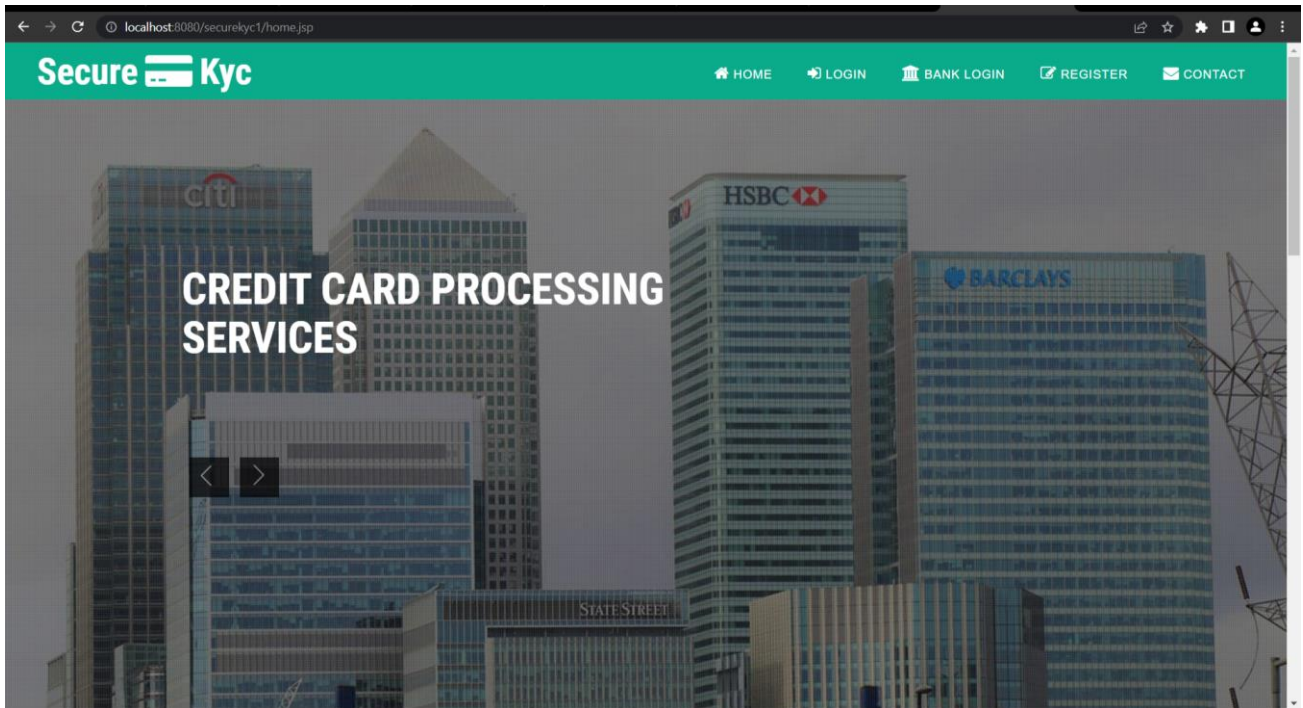 localhost:8080/securekyc1/home.jsp
Secure Kyc
HOME LOGIN BANK LOGIN REGISTER CONTACT
citi
HSBC
BARCLAYS
CREDIT CARD PROCESSING
SERVICES
STATE STREET